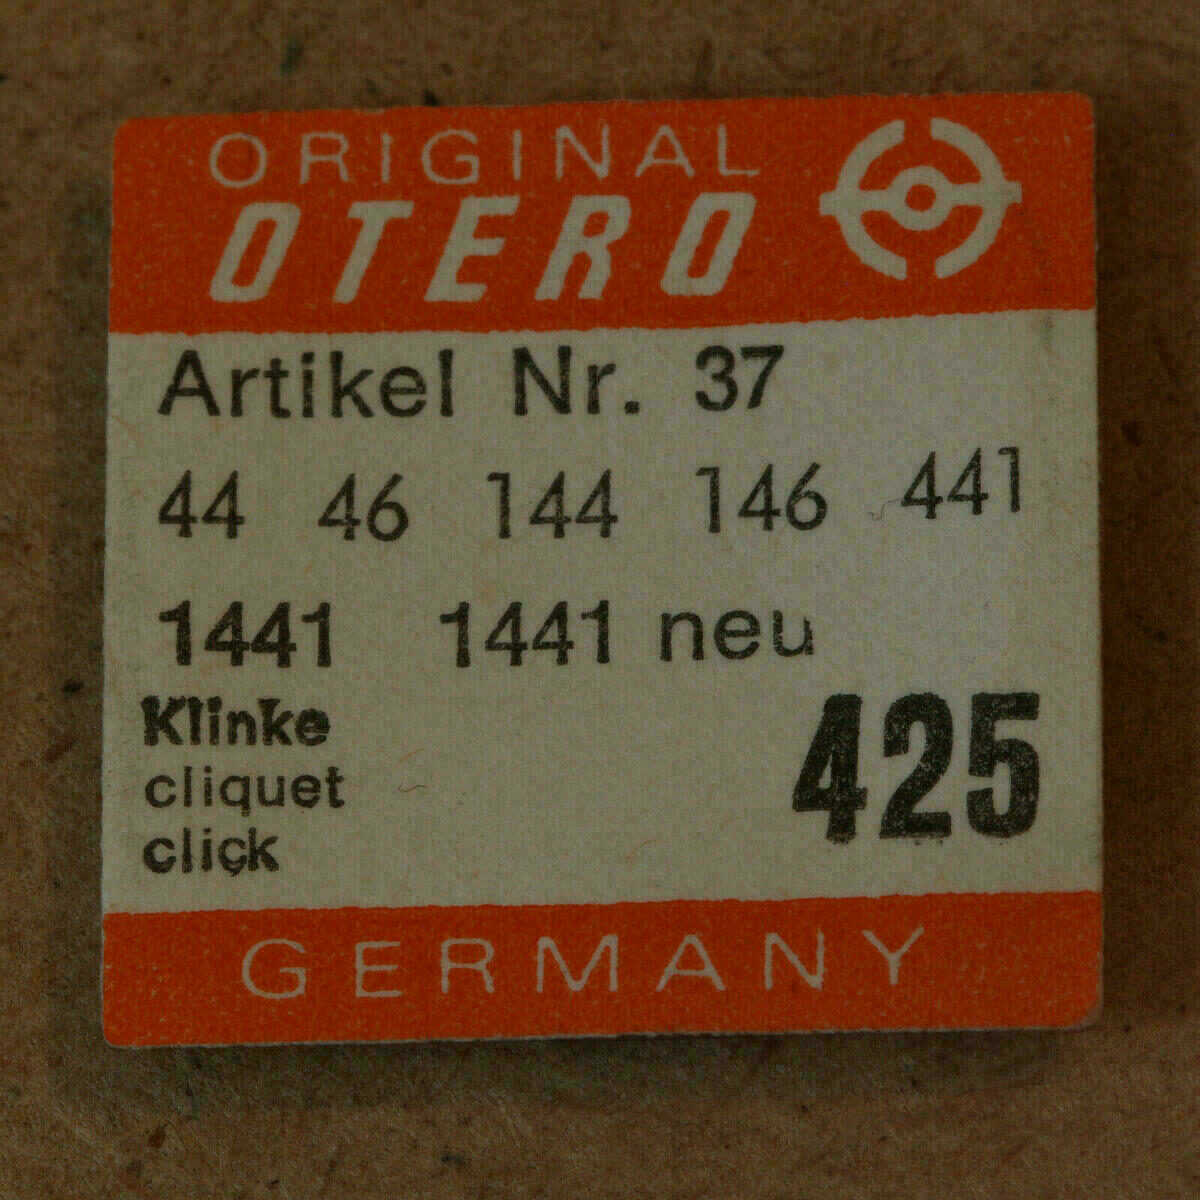 ORIGINAL
OTERO
Artikel Nr. 37
44 46 144 146 441
1441 1441 neu
Klinke
cliquet
click
425
GERMANY